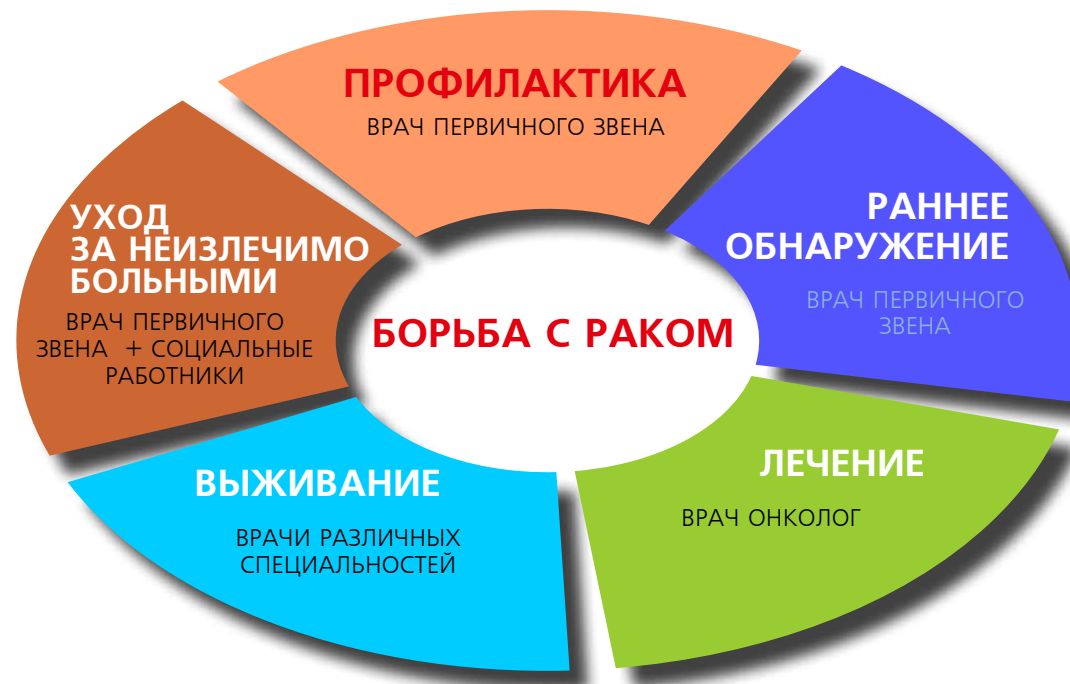 ПРОФИЛАКТИКА
ВРАЧ ПЕРВИЧНОГО ЗВЕНА
РАННЕЕ
ОБНАРУЖЕНИЕ
ВРАЧ ПЕРВИЧНОГО
ЗВЕНА
УХОД
ЗА НЕИЗЛЕЧИМО
БОЛЬНЫМИ
ВРАЧ ПЕРВИЧНОГО
ЗВЕНА + СОЦИАЛЬНЫЕ
РАБОТНИКИ
БОРЬБА С РАКОМ
ЛЕЧЕНИЕ
ВРАЧ ОНКОЛОГ
ВЫЖИВАНИЕ
ВРАЧИ РАЗЛИЧНЫХ
СПЕЦИАЛЬНОСТЕЙ